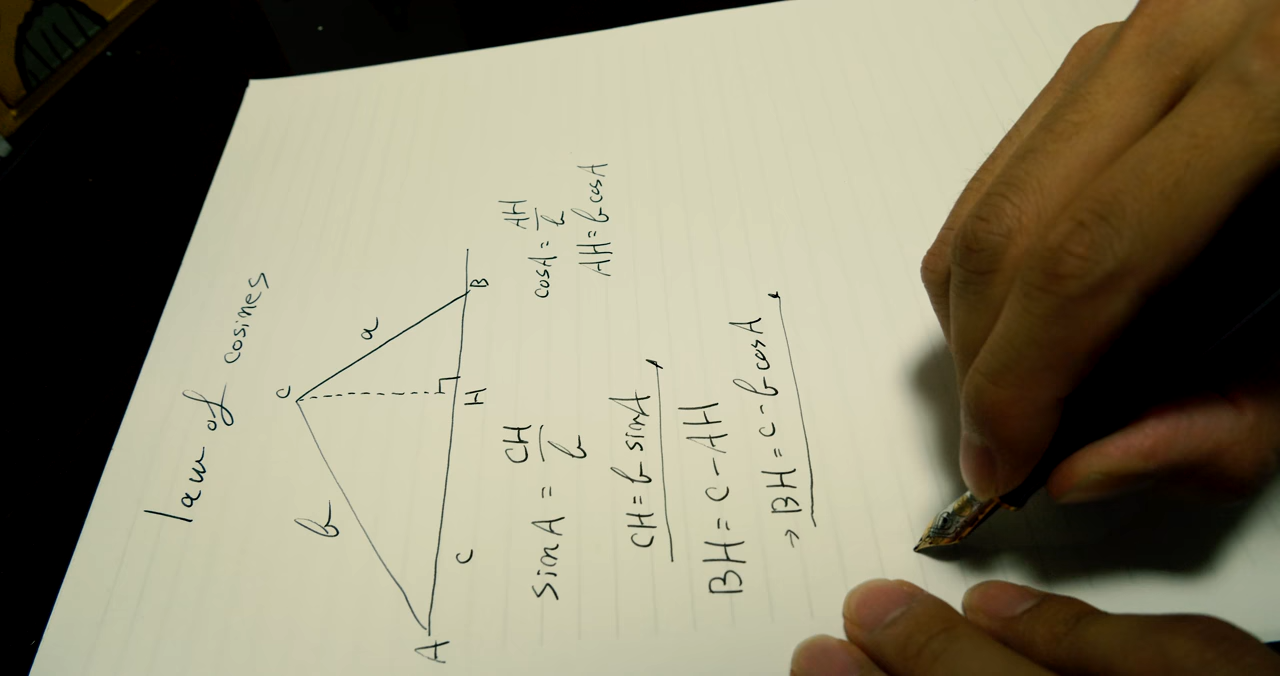 law of cosines
C
b
a
A
c
H
B
sinA = CH/b
cosA = AH/b
AH = b cosA
CH = b sinA
BH = c - AH
→ BH = c - b cosA